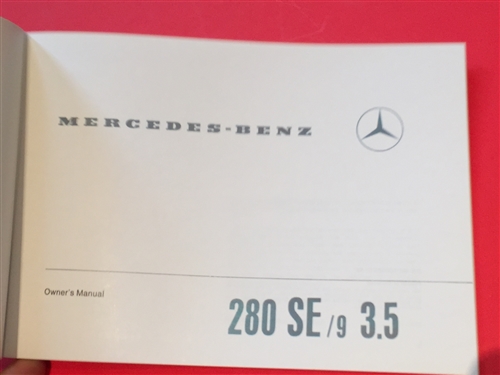 MERCEDES-BENZ
Owner's Manual
280 SE/9 3.5